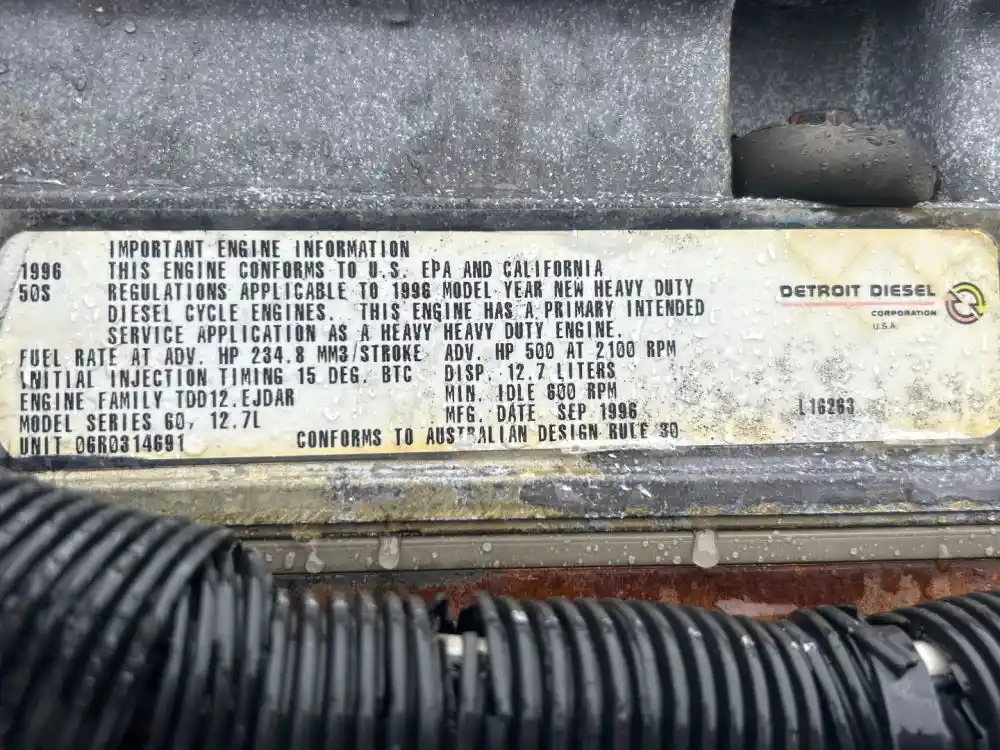 IMPORTANT ENGINE INFORMATION
1996 THIS ENGINE CONFORMS TO U.S. EPA AND CALIFORNIA
50S REGULATIONS APPLICABLE TO 1996 MODEL YEAR NEW HEAVY DUTY
DIESEL CYCLE ENGINES. THIS ENGINE HAS A PRIMARY INTENDED
SERVICE APPLICATION AS A HEAVY HEAVY DUTY ENGINE.
FUEL RATE AT ADV. HP 234.8 MM3/STROKE ADV. HP 500 AT 2100 RPM
INITIAL INJECTION TIMING 15 DEG. BTC DISP. 12.7 LITERS
ENGINE FAMILY TDD12.EJDAR MIN. IDLE 600 RPM
MODEL SERIES 60, 12.7L MFG. DATE SEP 1996
UNIT 06R0314691 CONFORMS TO AUSTRALIAN DESIGN RULE 30
DETROIT DIESEL
CORPORATION
U.S.A.
L16263